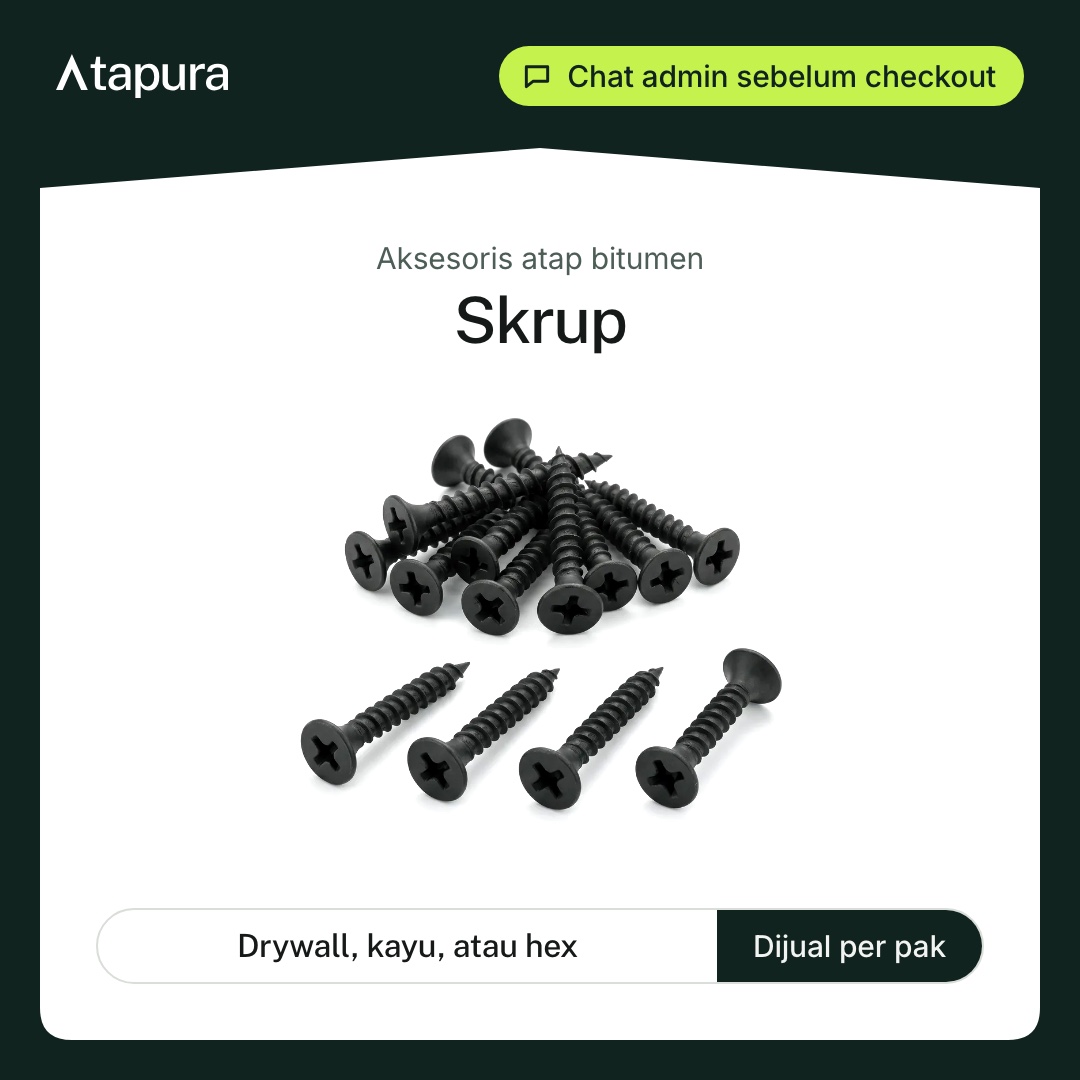 Atapura
Chat admin sebelum checkout
Aksesoris atap bitumen
Skrup
Drywall, kayu, atau hex
Dijual per pak